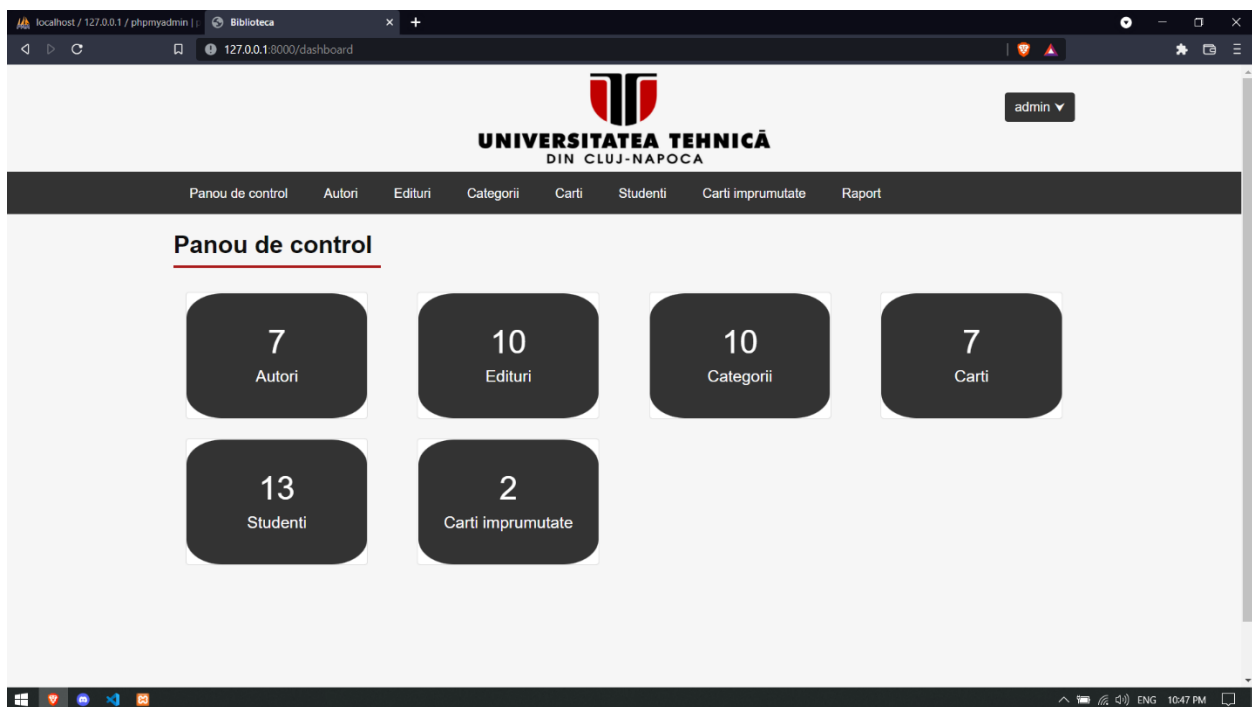 localhost / 127.0.0.1 / phpmyadmin |
Biblioteca
127.0.0.1:8000/dashboard
UNIVERSITATEA TEHNICĂ
DIN CLUJ-NAPOCA
admin
Panou de control Autori Edituri Categorii Carti Studenti Carti imprumutate Raport
Panou de control
7 10 10 7
Autori Edituri Categorii Carti
13 2
Studenti Carti imprumutate
ENG 10:47 PM